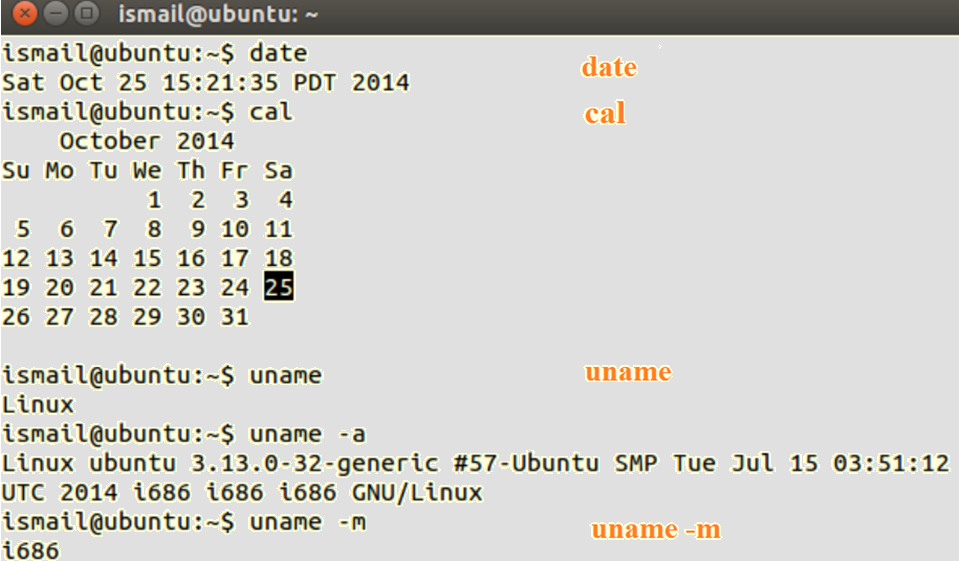 ismail@ubuntu: ~
ismail@ubuntu:~$ date
date
Sat Oct 25 15:21:35 PDT 2014
ismail@ubuntu:~$ cal
cal
October 2014
Su Mo Tu We Th Fr Sa
1 2 3 4
5 6 7 8 9 10 11
12 13 14 15 16 17 18
19 20 21 22 23 24 25
26 27 28 29 30 31
ismail@ubuntu:~$ uname
uname
Linux
ismail@ubuntu:~$ uname -a
Linux ubuntu 3.13.0-32-generic #57-Ubuntu SMP Tue Jul 15 03:51:12
UTC 2014 i686 i686 i686 GNU/Linux
ismail@ubuntu:~$ uname -m
uname -m
i686